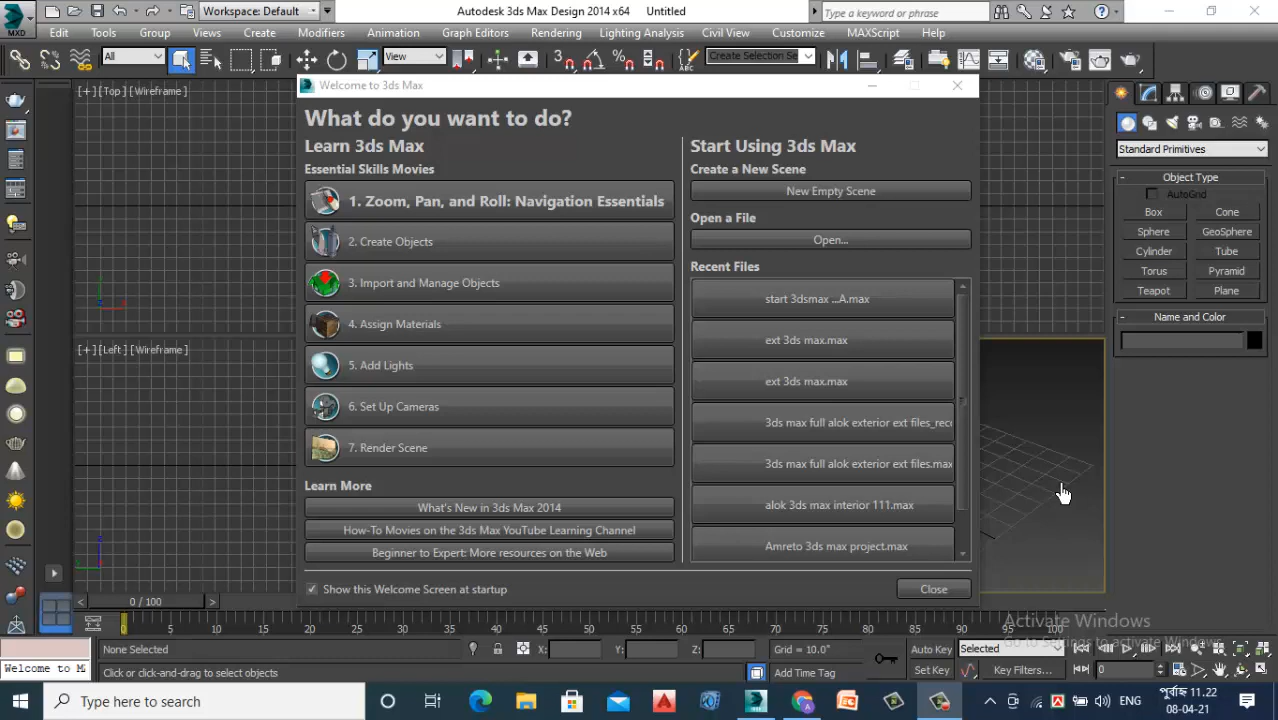 MXD Workspace: Default Autodesk 3ds Max Design 2014 x64 Untitled Type a keyword or phrase
Edit Tools Group Views Create Modifiers Animation Graph Editors Rendering Lighting Analysis Civil View Customize MAXScript Help
All View Create Selection Se
[+] [Top] [Wireframe]
Welcome to 3ds Max
What do you want to do?
Learn 3ds Max
Essential Skills Movies
1. Zoom, Pan, and Roll: Navigation Essentials
2. Create Objects
3. Import and Manage Objects
4. Assign Materials
5. Add Lights
6. Set Up Cameras
7. Render Scene
Learn More
What's New in 3ds Max 2014
How-To Movies on the 3ds Max YouTube Learning Channel
Beginner to Expert: More resources on the Web
Show this Welcome Screen at startup
Start Using 3ds Max
Create a New Scene
New Empty Scene
Open a File
Open...
Recent Files
start 3dsmax ...A.max
ext 3ds max.max
ext 3ds max.max
3ds max full alok exterior ext files_rec
3ds max full alok exterior ext files.max
alok 3ds max interior 111.max
Amreto 3ds max project.max
Close
Standard Primitives
Object Type
AutoGrid
Box Cone
Sphere GeoSphere
Cylinder Tube
Torus Pyramid
Teapot Plane
Name and Color
[+] [Left] [Wireframe]
0 / 100
0 5 10 15 20 25 30 35 40 45 50 55 60 65 70 75 80 85 90 95 100
Activate Windows
Go to Settings to activate Windows.
None Selected X: Y: Z: Grid = 10.0" Auto Key Selected
Welcome to M Click or click-and-drag to select objects Add Time Tag Set Key Key Filters... 0
Type here to search ENG পূর্বাহ্ন 11.22
08-04-21